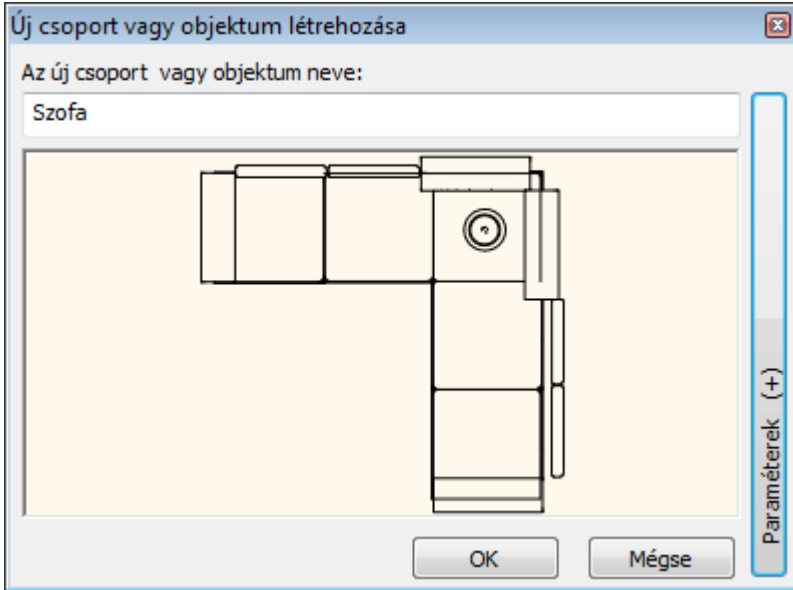 Új csoport vagy objektum létrehozása
Az új csoport  vagy objektum neve:
Szofa
Paraméterek (+)
OK
Mégse